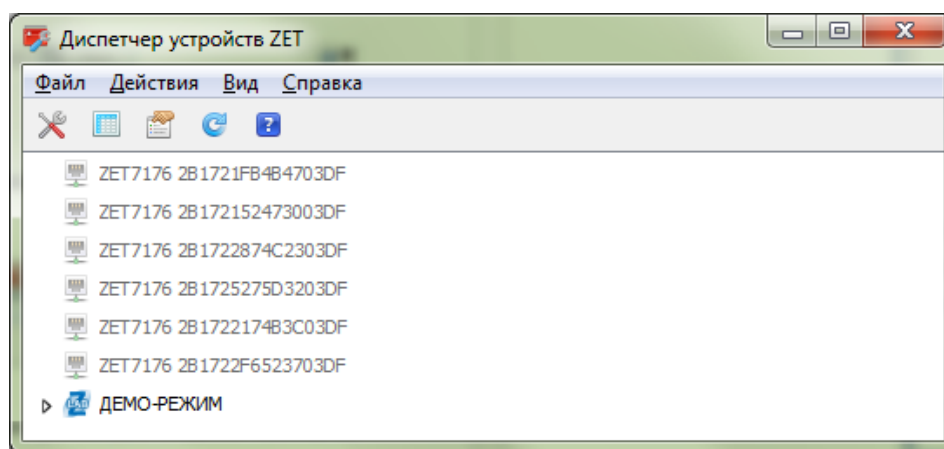 Диспетчер устройств ZET
Файл Действия Вид Справка
ZET7176 2B1721FB4B4703DF
ZET7176 2B172152473003DF
ZET7176 2B1722874C2303DF
ZET7176 2B1725275D3203DF
ZET7176 2B1722174B3C03DF
ZET7176 2B1722F6523703DF
ДЕМО-РЕЖИМ